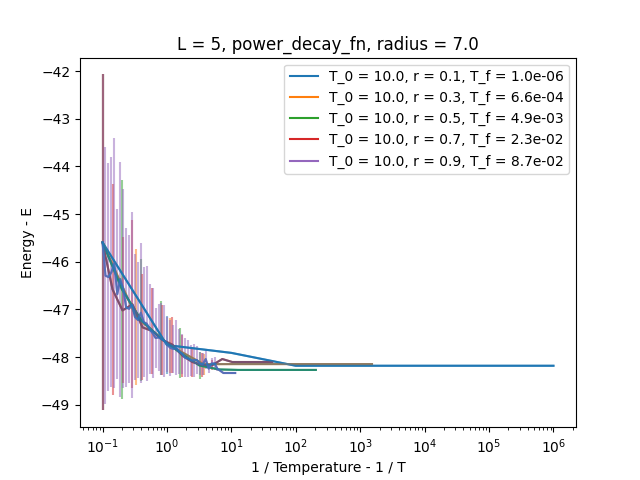 L = 5, power_decay_fn, radius = 7.0
T_0 = 10.0, r = 0.1, T_f = 1.0e-06
T_0 = 10.0, r = 0.3, T_f = 6.6e-04
T_0 = 10.0, r = 0.5, T_f = 4.9e-03
T_0 = 10.0, r = 0.7, T_f = 2.3e-02
T_0 = 10.0, r = 0.9, T_f = 8.7e-02
Energy - E
−42
−43
−44
−45
−46
−47
−48
−49
10⁻¹ 10⁰ 10¹ 10² 10³ 10⁴ 10⁵ 10⁶
1 / Temperature - 1 / T